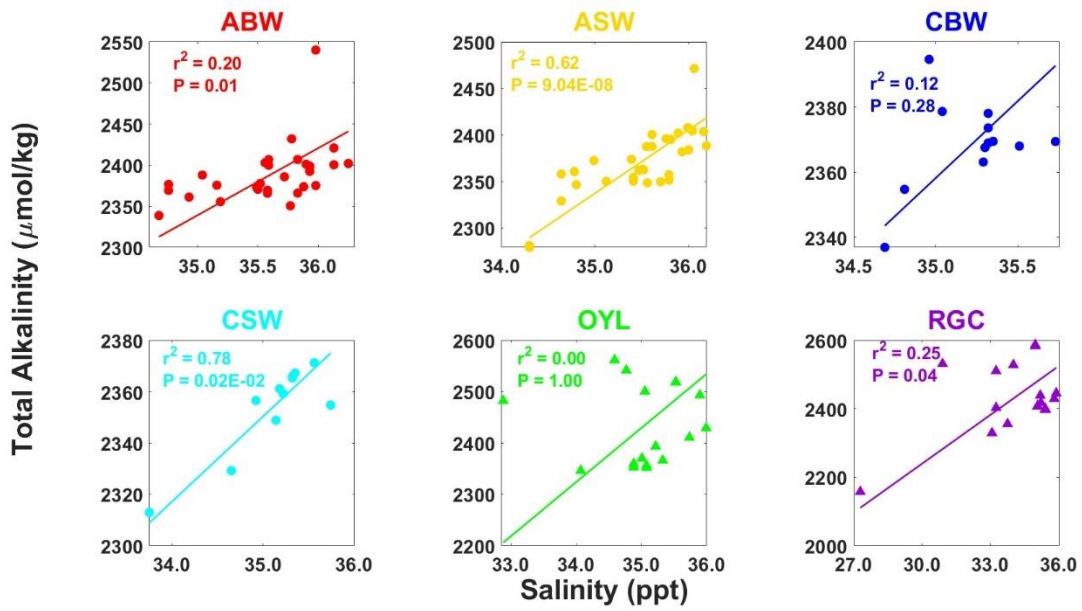 ABW
ASW
CBW
2550
2500
2450
2400
2350
2300
r² = 0.20
P = 0.01
35.0
35.5
36.0
2500
2450
2400
2350
2300
2250
r² = 0.62
P = 9.04E-08
34.0
35.0
36.0
2400
2380
2360
2340
r² = 0.12
P = 0.28
34.5
35.0
35.5
Total Alkalinity (μmol/kg)
CSW
OYL
RGC
2380
2360
2340
2320
2300
r² = 0.78
P = 0.02E-02
34.0
35.0
36.0
2600
2500
2400
2300
2200
r² = 0.00
P = 1.00
33.0
34.0
35.0
36.0
2600
2400
2200
2000
r² = 0.25
P = 0.04
27.0
30.0
33.0
36.0
Salinity (ppt)